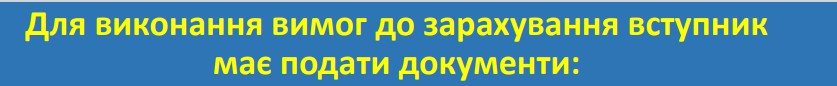 Для виконання вимог до зарахування вступник
має подати документи: